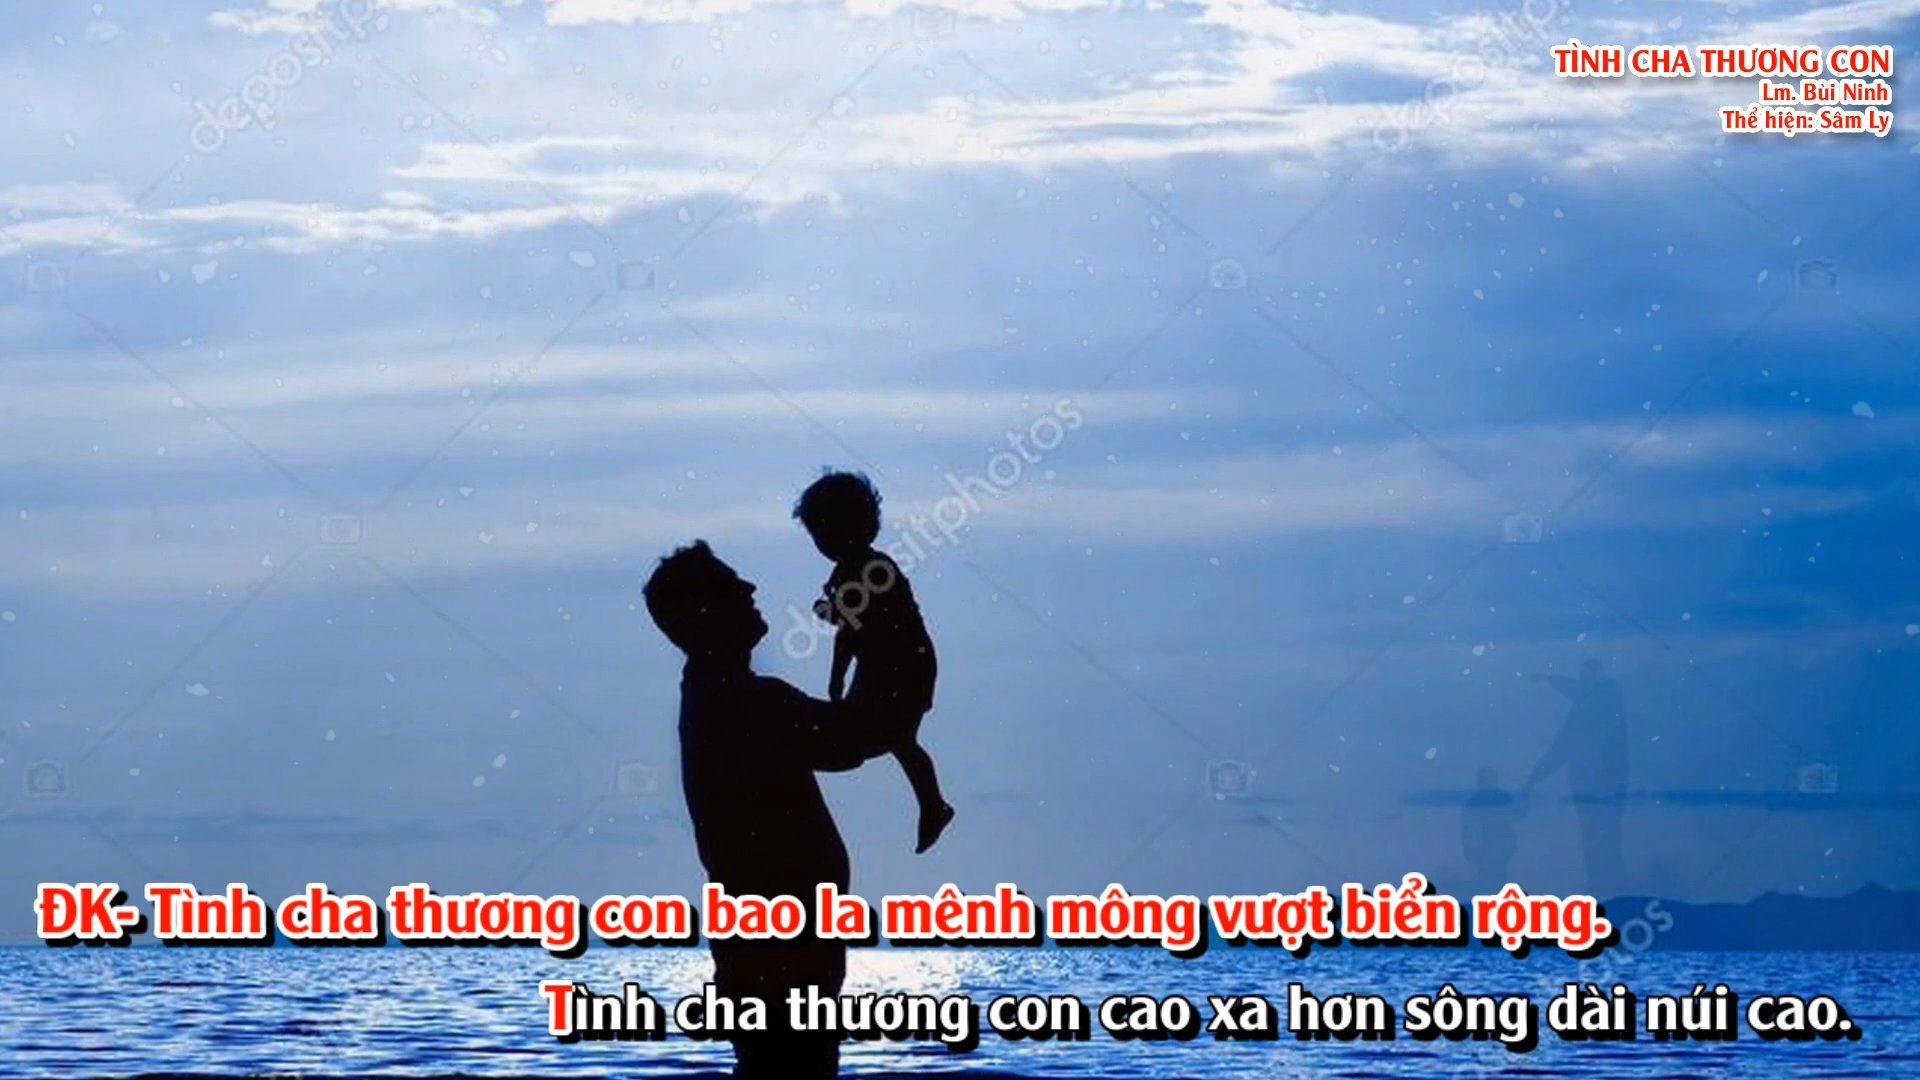 TÌNH CHA THƯƠNG CON
Lm. Bùi Ninh
Thể hiện: Sâm Ly
depositphotos
ĐK- Tình cha thương con bao la mênh mông vượt biển rộng.
Tình cha thương con cao xa hơn sông dài núi cao.